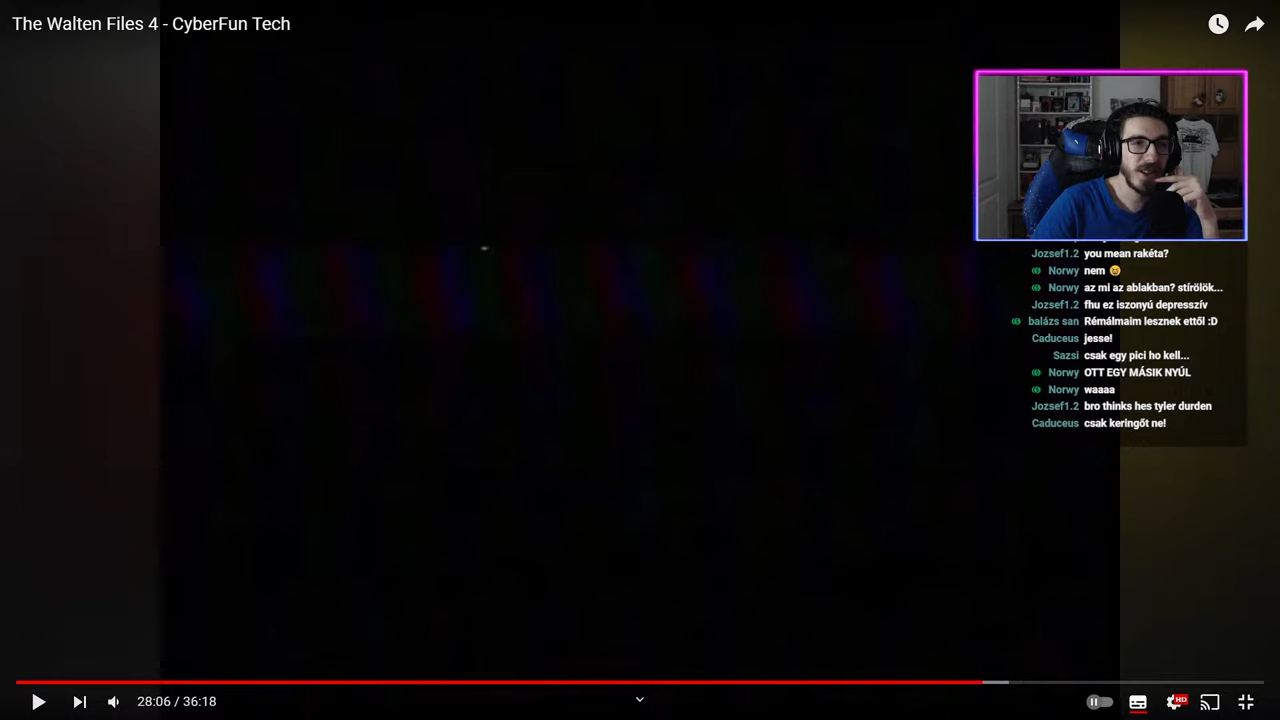 The Walten Files 4 - CyberFun Tech
Jozsef1.2 you mean rakéta?
Norwy nem
Norwy az mi az ablakban? stírölök...
Jozsef1.2 fhu ez iszonyú depresszív
balázs san Rémálmaim lesznek ettől :D
Caduceus jesse!
Sazsi csak egy pici ho kell...
Norwy OTT EGY MÁSIK NYÚL
Norwy waaaa
Jozsef1.2 bro thinks hes tyler durden
Caduceus csak keringőt ne!
28:06 / 36:18
HD